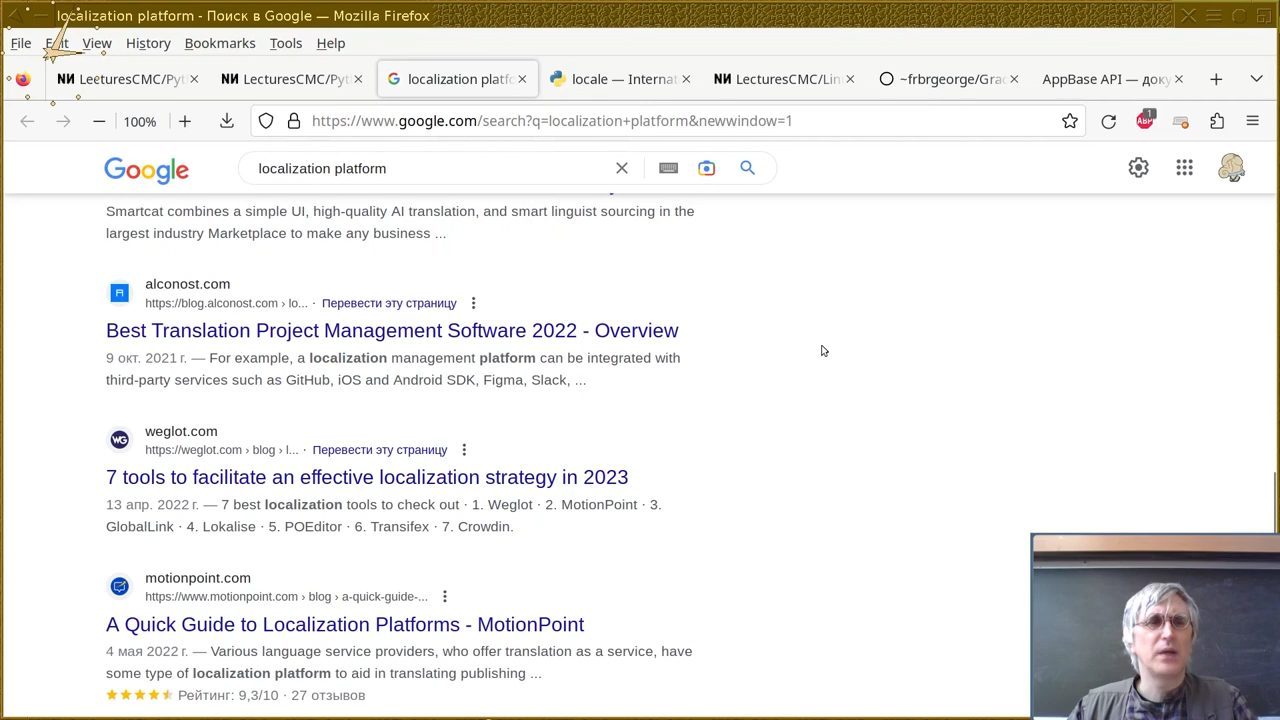 localization platform - Поиск в Google — Mozilla Firefox
File Edit View History Bookmarks Tools Help
LecturesCMC/Pyt
LecturesCMC/Pyt
localization platfo
locale — Internat
LecturesCMC/Lin
~frbrgeorge/Grac
AppBase API — доку
100%
https://www.google.com/search?q=localization+platform&newwindow=1
ABP 1
Google
localization platform
Smartcat combines a simple UI, high-quality AI translation, and smart linguist sourcing in the
largest industry Marketplace to make any business ...
alconost.com
https://blog.alconost.com › lo... · Перевести эту страницу
Best Translation Project Management Software 2022 - Overview
9 окт. 2021 г. — For example, a localization management platform can be integrated with
third-party services such as GitHub, iOS and Android SDK, Figma, Slack, ...
WG
weglot.com
https://weglot.com › blog › l... · Перевести эту страницу
7 tools to facilitate an effective localization strategy in 2023
13 апр. 2022 г. — 7 best localization tools to check out · 1. Weglot · 2. MotionPoint · 3.
GlobalLink · 4. Lokalise · 5. POEditor · 6. Transifex · 7. Crowdin.
motionpoint.com
https://www.motionpoint.com › blog › a-quick-guide-...
A Quick Guide to Localization Platforms - MotionPoint
4 мая 2022 г. — Various language service providers, who offer translation as a service, have
some type of localization platform to aid in translating publishing ...
Рейтинг: 9,3/10 · 27 отзывов